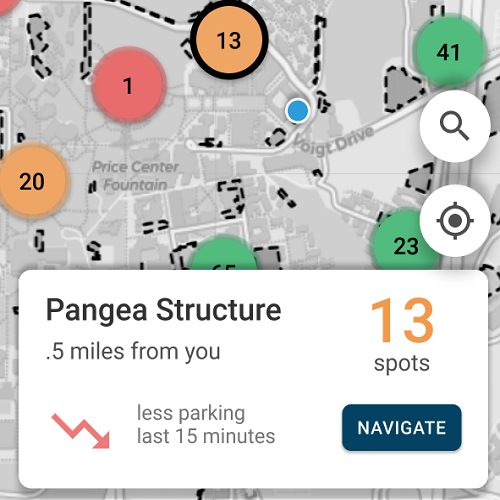 13
41
1
Voigt Drive
Price Center
Fountain
20
23
65
Pangea Structure
13
.5 miles from you
spots
less parking
last 15 minutes
NAVIGATE